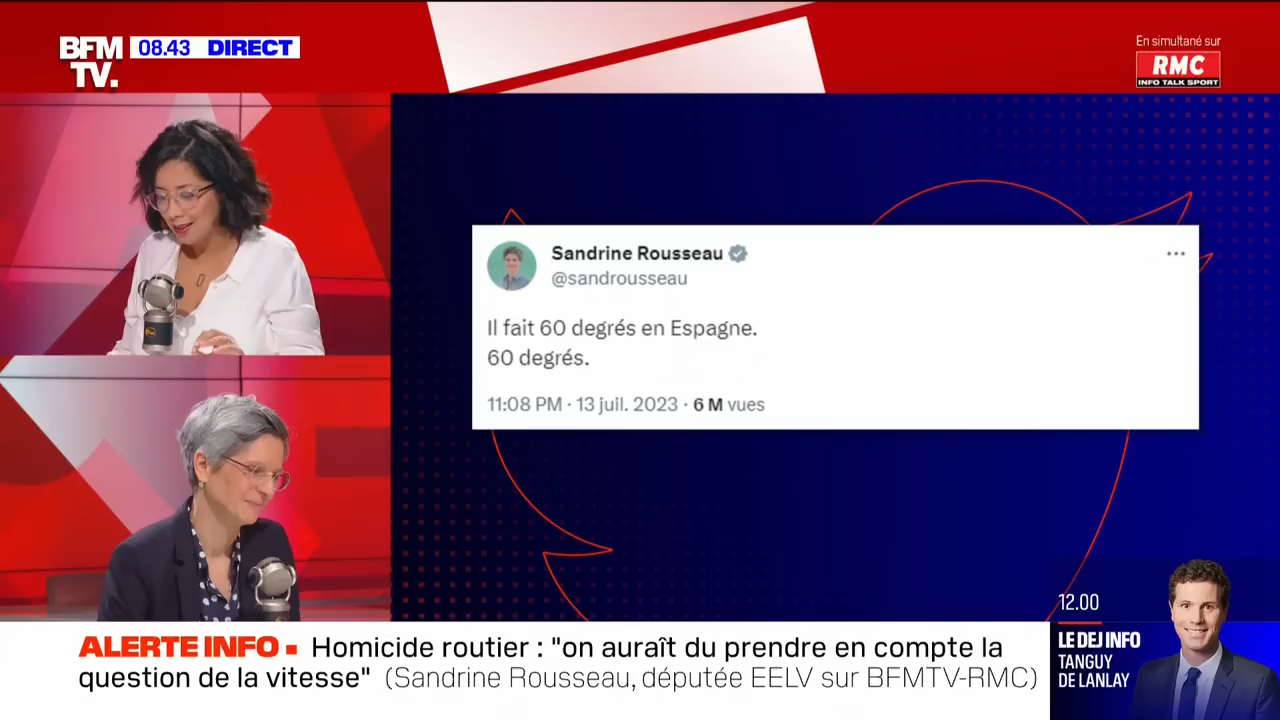 BFM
TV.
08.43 DIRECT
En simultané sur
RMC
INFO TALK SPORT
Sandrine Rousseau
@sandrousseau
Il fait 60 degrés en Espagne.
60 degrés.
11:08 PM · 13 juil. 2023 · 6 M vues
12.00
LE DEJ INFO
TANGUY
DE LANLAY
ALERTE INFO Homicide routier : "on auraît du prendre en compte la
question de la vitesse" (Sandrine Rousseau, députée EELV sur BFMTV-RMC)